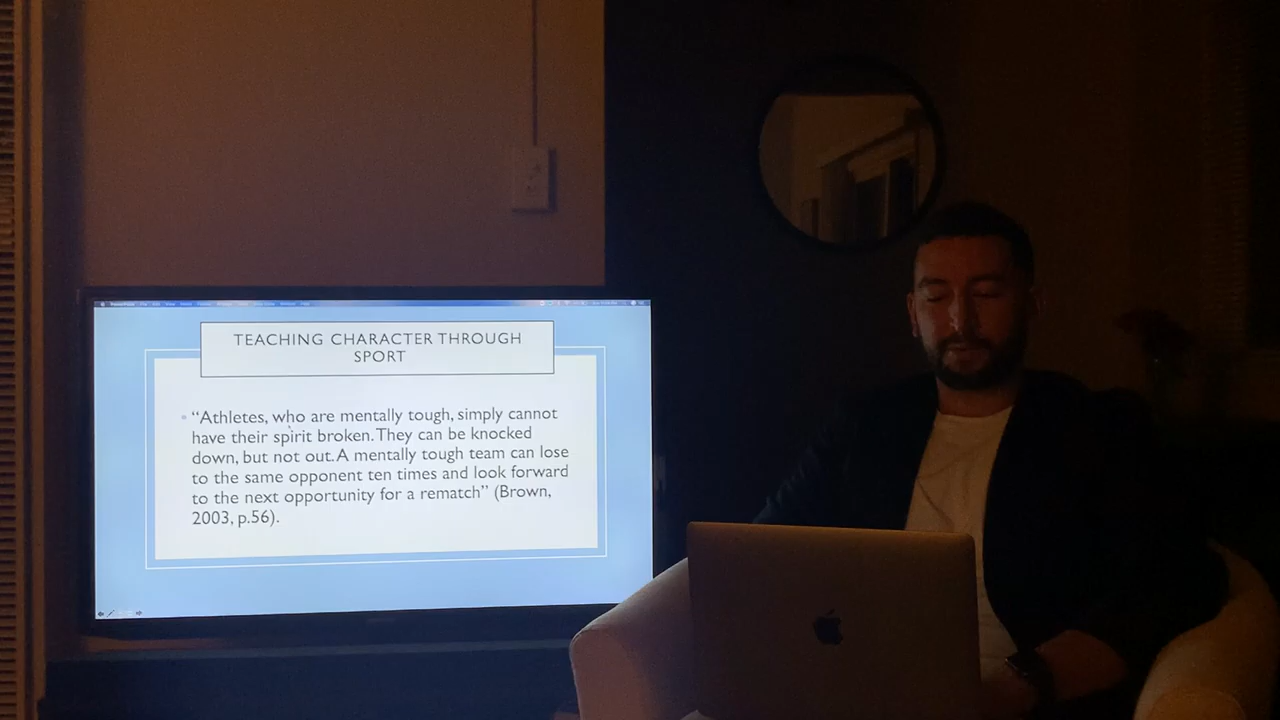 TEACHING CHARACTER THROUGH
SPORT
“Athletes, who are mentally tough, simply cannot
have their spirit broken. They can be knocked
down, but not out. A mentally tough team can lose
to the same opponent ten times and look forward
to the next opportunity for a rematch” (Brown,
2003, p.56).